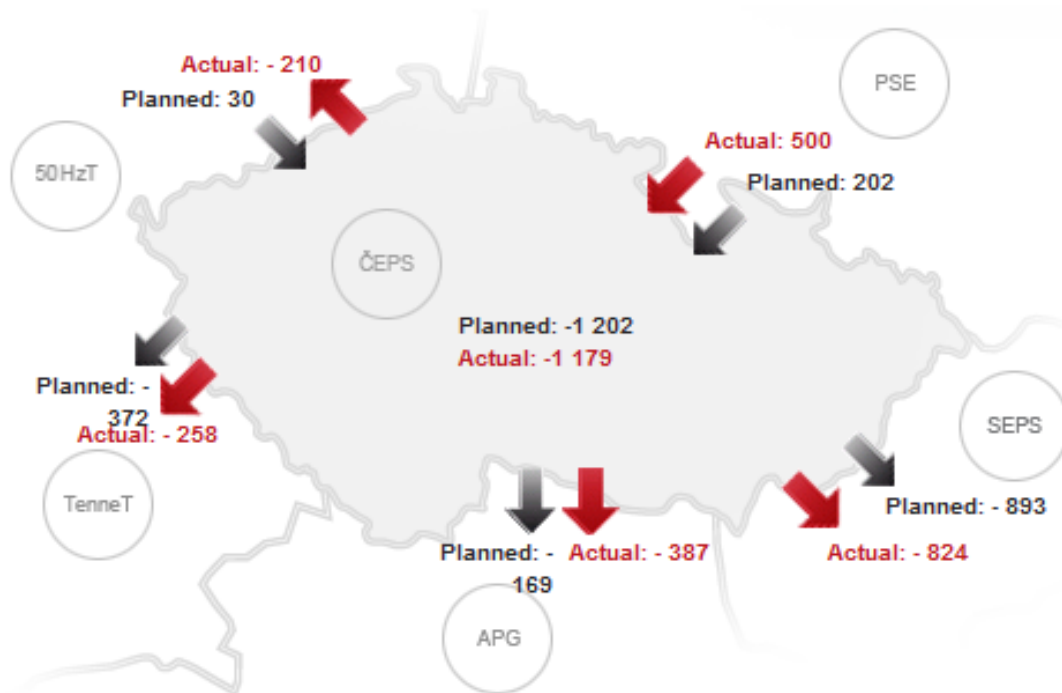 Actual: - 210
Planned: 30
PSE
50HzT
Actual: 500
Planned: 202
ČEPS
Planned: -1 202
Actual: -1 179
Planned: -
372
Actual: - 258
SEPS
TenneT
Planned: - 893
Planned: -
169
Actual: - 387
Actual: - 824
APG